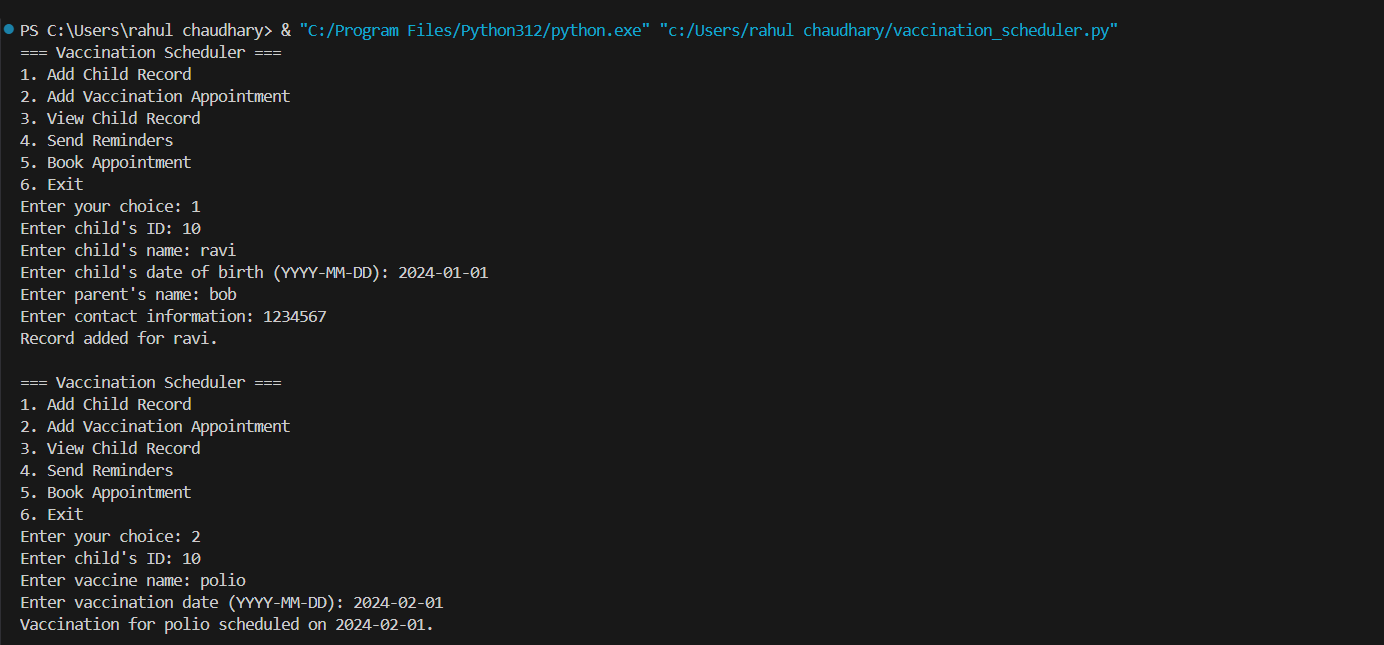 PS C:\Users\rahul chaudhary> & "C:/Program Files/Python312/python.exe" "c:/Users/rahul chaudhary/vaccination_scheduler.py"
=== Vaccination Scheduler ===
1. Add Child Record
2. Add Vaccination Appointment
3. View Child Record
4. Send Reminders
5. Book Appointment
6. Exit
Enter your choice: 1
Enter child's ID: 10
Enter child's name: ravi
Enter child's date of birth (YYYY-MM-DD): 2024-01-01
Enter parent's name: bob
Enter contact information: 1234567
Record added for ravi.

=== Vaccination Scheduler ===
1. Add Child Record
2. Add Vaccination Appointment
3. View Child Record
4. Send Reminders
5. Book Appointment
6. Exit
Enter your choice: 2
Enter child's ID: 10
Enter vaccine name: polio
Enter vaccination date (YYYY-MM-DD): 2024-02-01
Vaccination for polio scheduled on 2024-02-01.